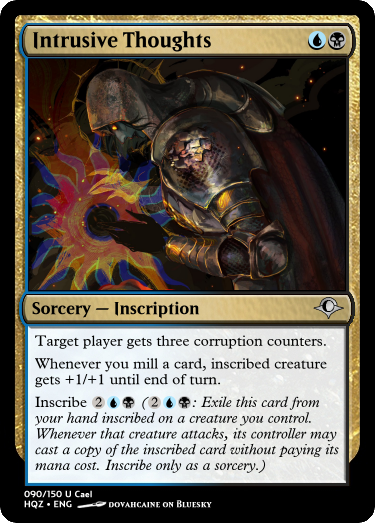 Intrusive Thoughts
Sorcery — Inscription
Target player gets three corruption counters.
Whenever you mill a card, inscribed creature
gets +1/+1 until end of turn.
Inscribe 2 (2: Exile this card from
your hand inscribed on a creature you control.
Whenever that creature attacks, its controller may
cast a copy of the inscribed card without paying its
mana cost. Inscribe only as a sorcery.)
090/150 U Cael
HQZ • ENG DOVAHCAINE ON BLUESKY